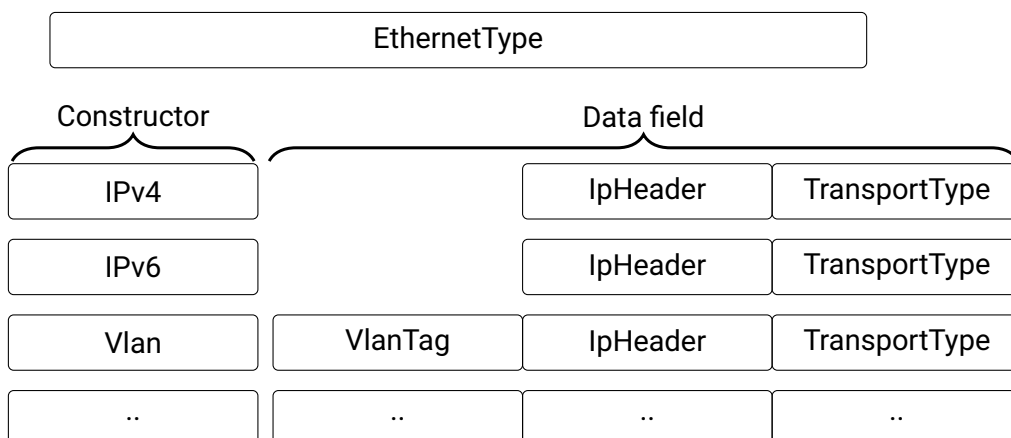 EthernetType
Constructor Data field
IPv4 IpHeader TransportType
IPv6 IpHeader TransportType
Vlan VlanTag IpHeader TransportType
.. .. .. ..